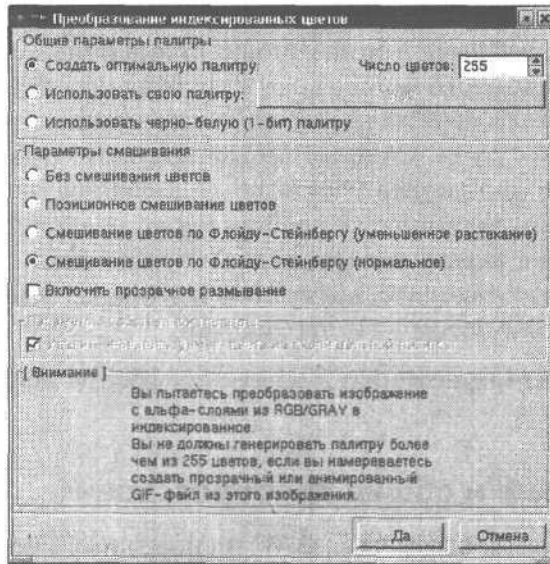 Преобразование индексированных цветов
Общие параметры палитры
Создать оптимальную палитру: Число цветов: 255
Использовать свою палитру:
Использовать черно-белую (1-бит) палитру
Параметры смешивания
Без смешивания цветов
Позиционное смешивание цветов
Смешивание цветов по Флойду-Стейнбергу (уменьшенное растекание)
Смешивание цветов по Флойду-Стейнбергу (нормальное)
Включить прозрачное размывание
[ Внимание ]
Вы пытаетесь преобразовать изображение
с альфа-слоями из RGB/GRAY в
индексированное.
Вы не должны генерировать палитру более
чем из 255 цветов, если вы намереваетесь
создать прозрачный или анимированный
GIF-файл из этого изображения.
Да Отмена